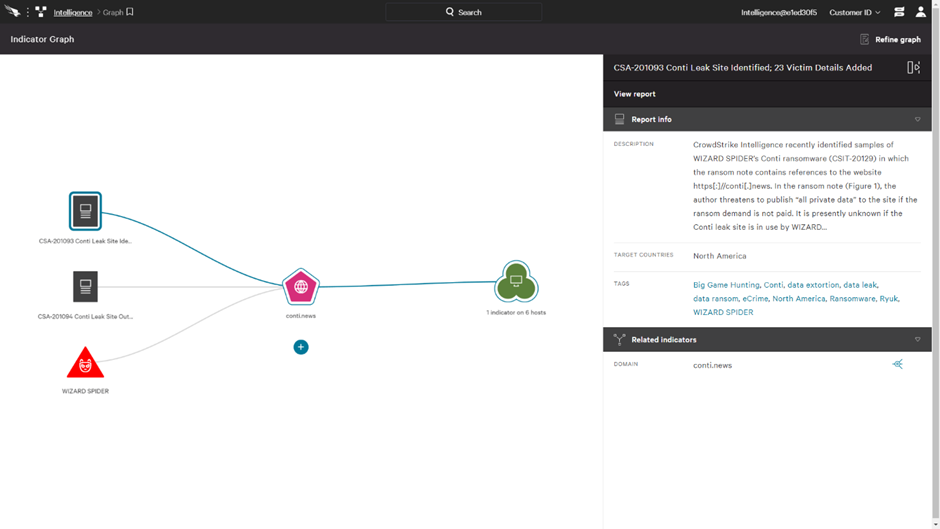 Intelligence > Graph
Search
Intelligence@e1ed30f5
Customer ID
Indicator Graph
Refine graph
CSA-201093 Conti Leak Site Ide...
CSA-201094 Conti Leak Site Out...
WIZARD SPIDER
conti.news
1 indicator on 6 hosts
CSA-201093 Conti Leak Site Identified; 23 Victim Details Added
View report
Report info
DESCRIPTION
CrowdStrike Intelligence recently identified samples of
WIZARD SPIDER's Conti ransomware (CSIT-20129) in which
the ransom note contains references to the website
https[:]//conti[.]news. In the ransom note (Figure 1), the
author threatens to publish "all private data" to the site if the
ransom demand is not paid. It is presently unknown if the
Conti leak site is in use by WIZARD...
TARGET COUNTRIES
North America
TAGS
Big Game Hunting, Conti, data extortion, data leak,
data ransom, eCrime, North America, Ransomware, Ryuk,
WIZARD SPIDER
Related indicators
DOMAIN
conti.news